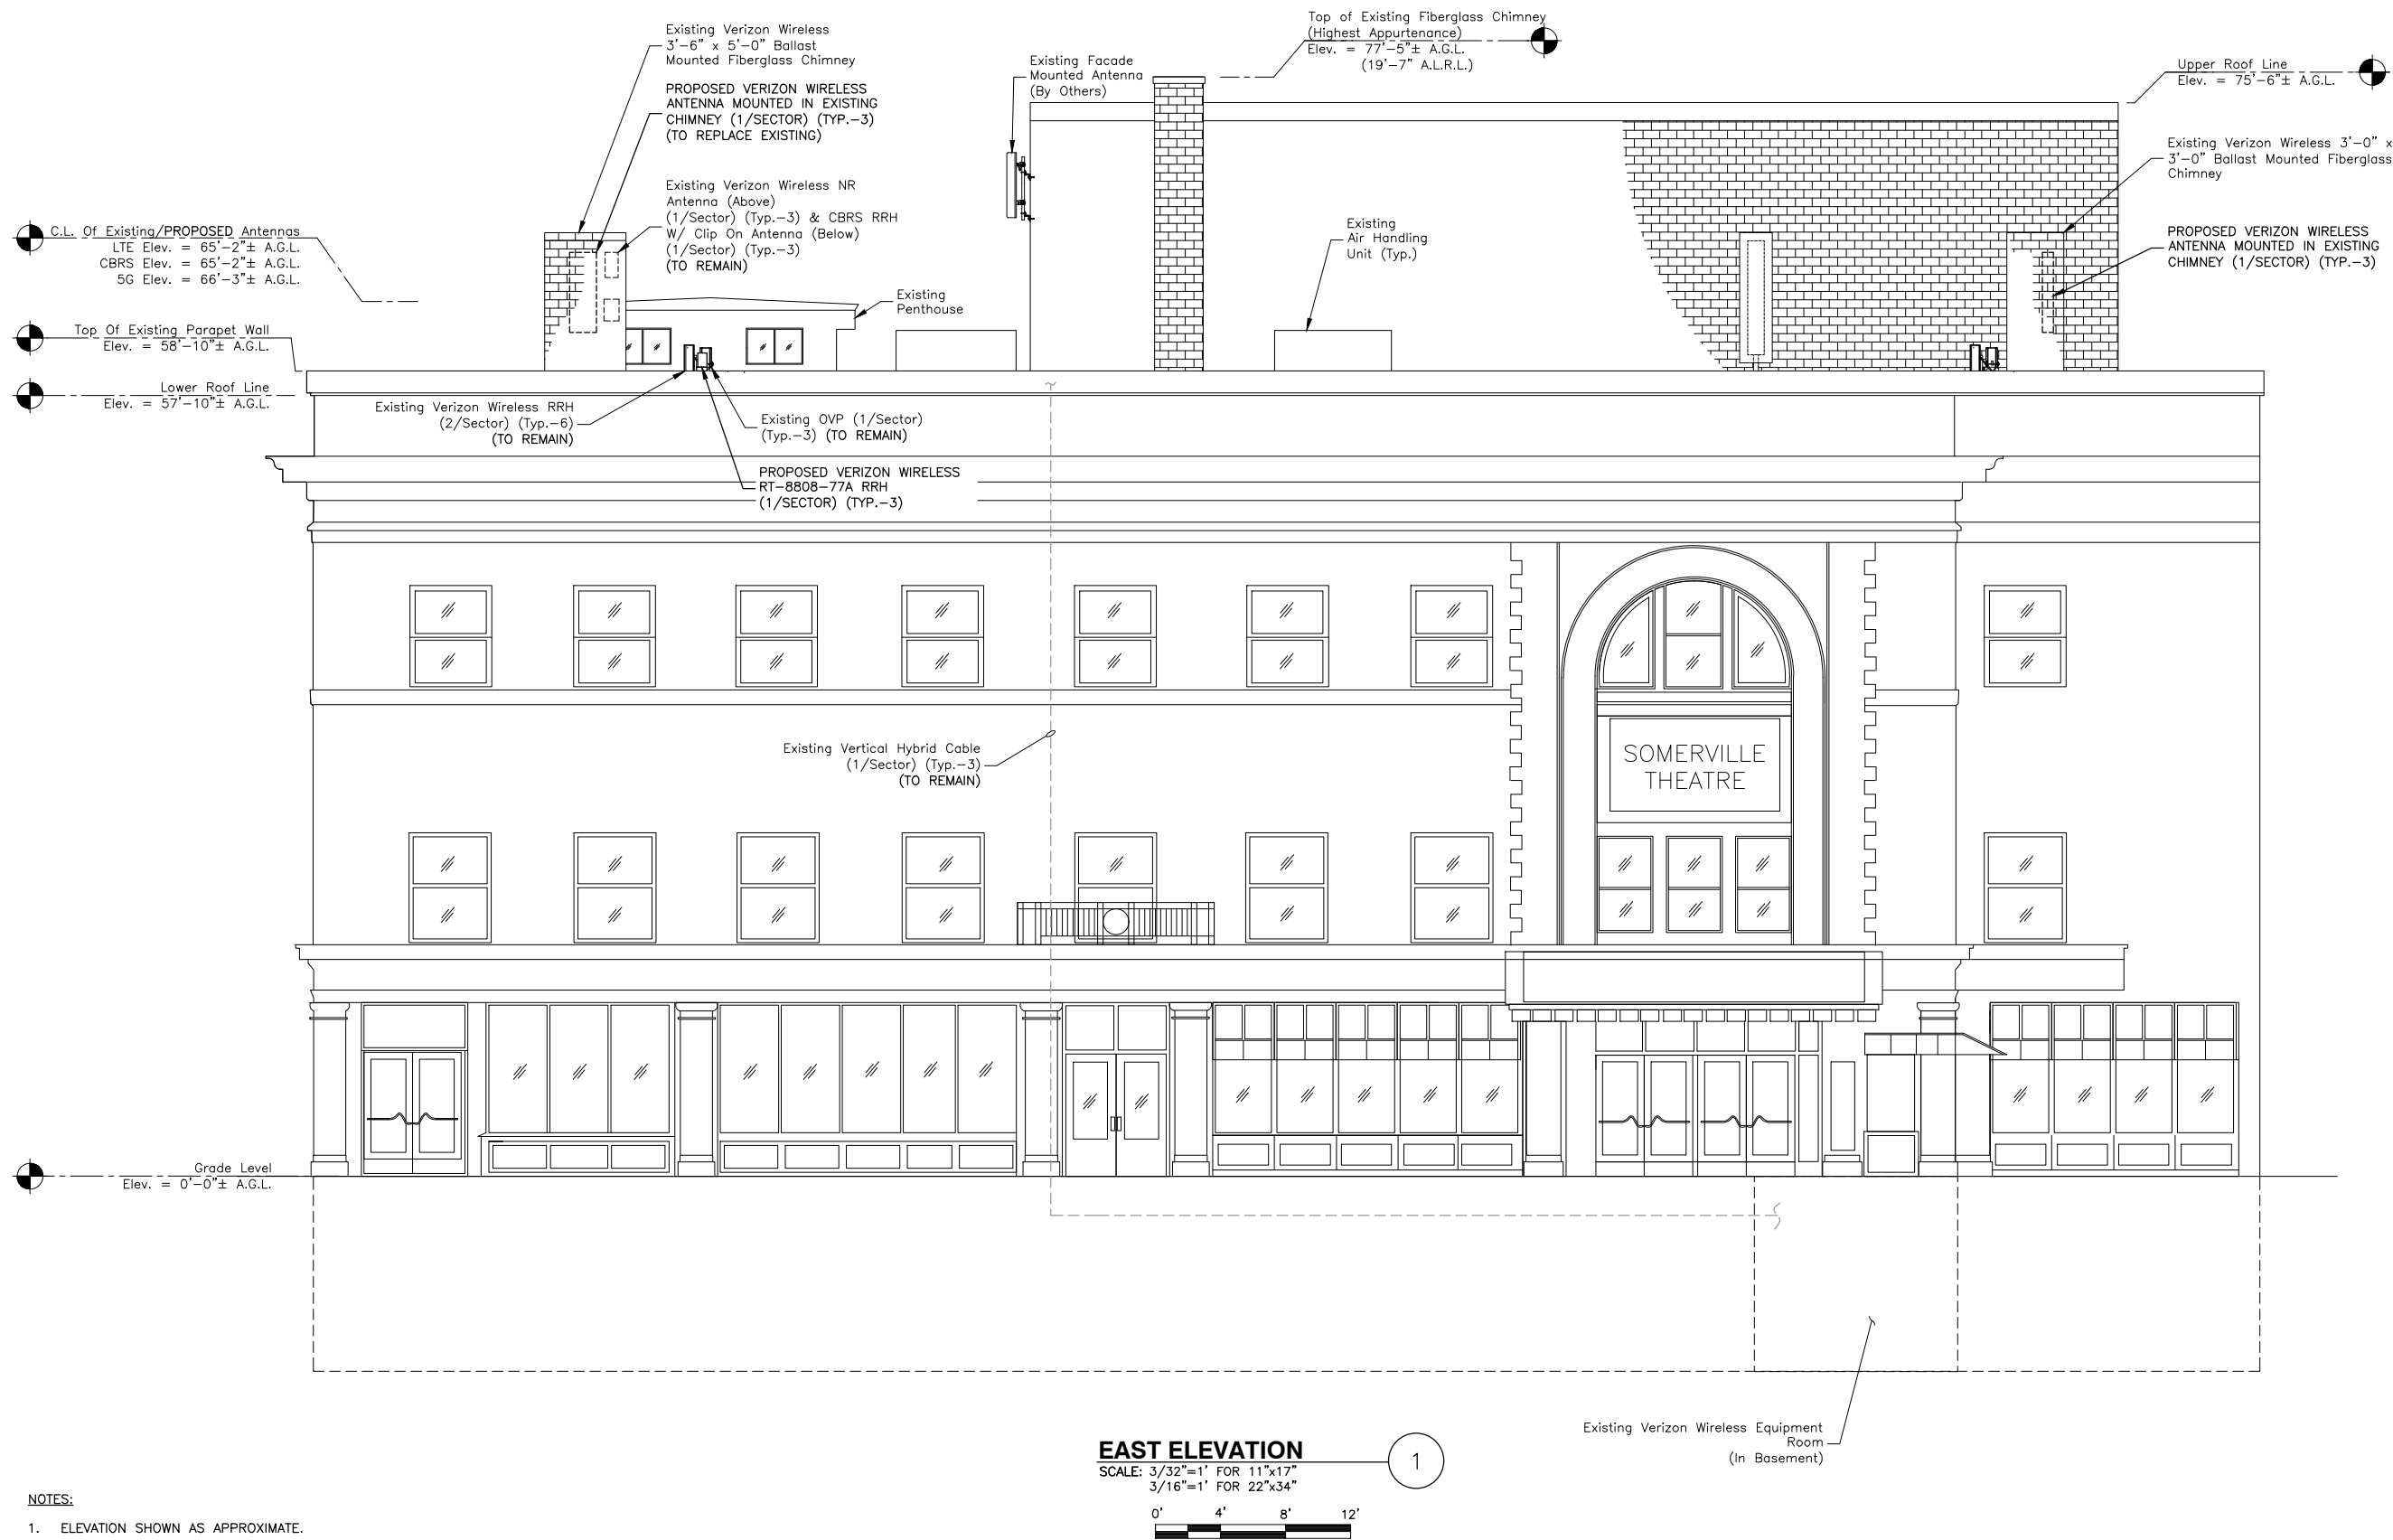 Existing Verizon Wireless
3'-6" x 5'-0" Ballast
Mounted Fiberglass Chimney
PROPOSED VERIZON WIRELESS
ANTENNA MOUNTED IN EXISTING
CHIMNEY (1/SECTOR) (TYP.-3)
(TO REPLACE EXISTING)
Existing Verizon Wireless NR
Antenna (Above)
(1/Sector) (Typ.-3) & CBRS RRH
W/ Clip On Antenna (Below)
(1/Sector) (Typ.-3)
(TO REMAIN)
Existing Facade
Mounted Antenna
(By Others)
Top of Existing Fiberglass Chimney
(Highest Appurtenance)
Elev. = 77'-5"± A.G.L.
(19'-7" A.L.R.L.)
Upper Roof Line
Elev. = 75'-6"± A.G.L.
Existing Verizon Wireless 3'-0" x
3'-0" Ballast Mounted Fiberglass
Chimney
PROPOSED VERIZON WIRELESS
ANTENNA MOUNTED IN EXISTING
CHIMNEY (1/SECTOR) (TYP.-3)
Existing
Air Handling
Unit (Typ.)
Existing
Penthouse
C.L. Of Existing/PROPOSED Antennas
LTE Elev. = 65'-2"± A.G.L.
CBRS Elev. = 65'-2"± A.G.L.
5G Elev. = 66'-3"± A.G.L.
Top Of Existing Parapet Wall
Elev. = 58'-10"± A.G.L.
Lower Roof Line
Elev. = 57'-10"± A.G.L.
Existing Verizon Wireless RRH
(2/Sector) (Typ.-6)
(TO REMAIN)
Existing OVP (1/Sector)
(Typ.-3) (TO REMAIN)
PROPOSED VERIZON WIRELESS
RT-8808-77A RRH
(1/SECTOR) (TYP.-3)
Existing Vertical Hybrid Cable
(1/Sector) (Typ.-3)
(TO REMAIN)
SOMERVILLE
THEATRE
Grade Level
Elev. = 0'-0"± A.G.L.
Existing Verizon Wireless Equipment
Room
(In Basement)
EAST ELEVATION
1
SCALE: 3/32"=1' FOR 11"x17"
3/16"=1' FOR 22"x34"
0' 4' 8' 12'
NOTES:
1. ELEVATION SHOWN AS APPROXIMATE.